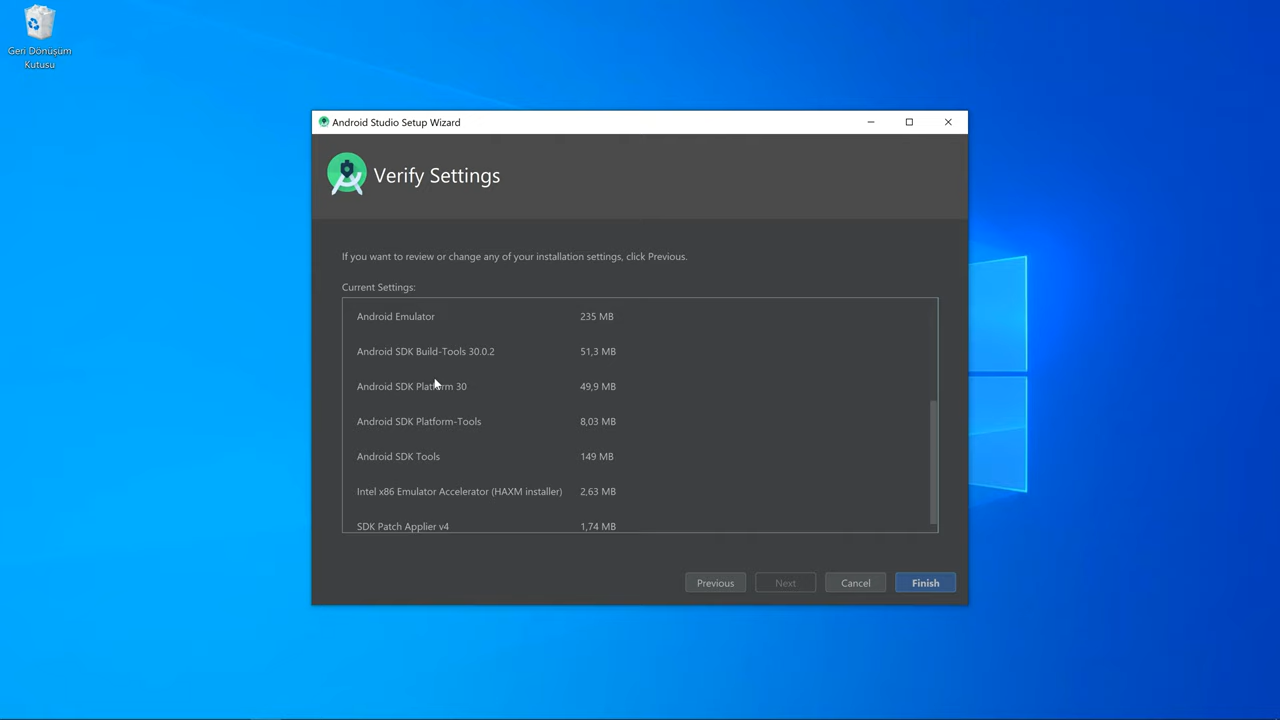 Geri Dönüşüm
Kutusu
Android Studio Setup Wizard
Verify Settings
If you want to review or change any of your installation settings, click Previous.
Current Settings:
Android Emulator 235 MB
Android SDK Build-Tools 30.0.2 51,3 MB
Android SDK Platform 30 49,9 MB
Android SDK Platform-Tools 8,03 MB
Android SDK Tools 149 MB
Intel x86 Emulator Accelerator (HAXM installer) 2,63 MB
SDK Patch Applier v4 1,74 MB
Previous Next Cancel Finish